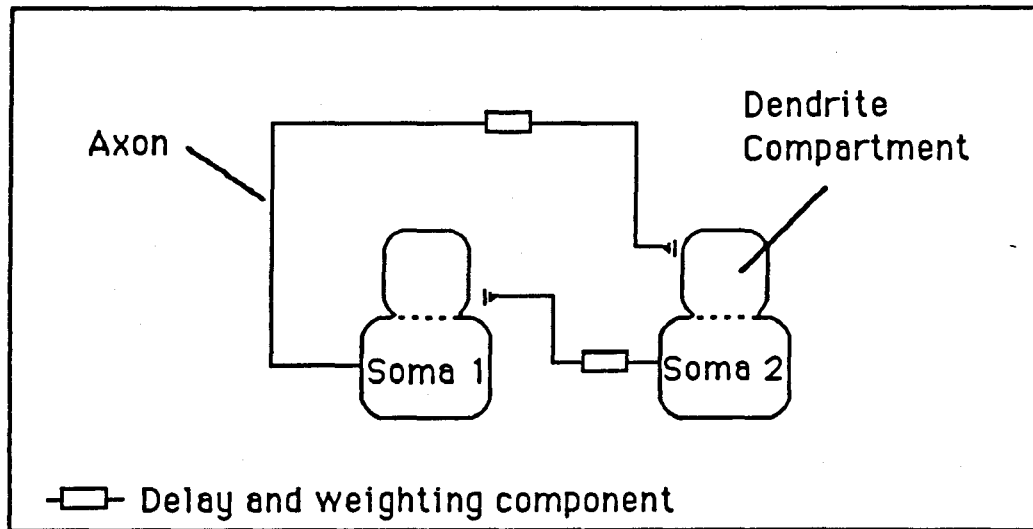 Axon
Dendrite
Compartment
Soma 1
Soma 2
Delay and weighting component